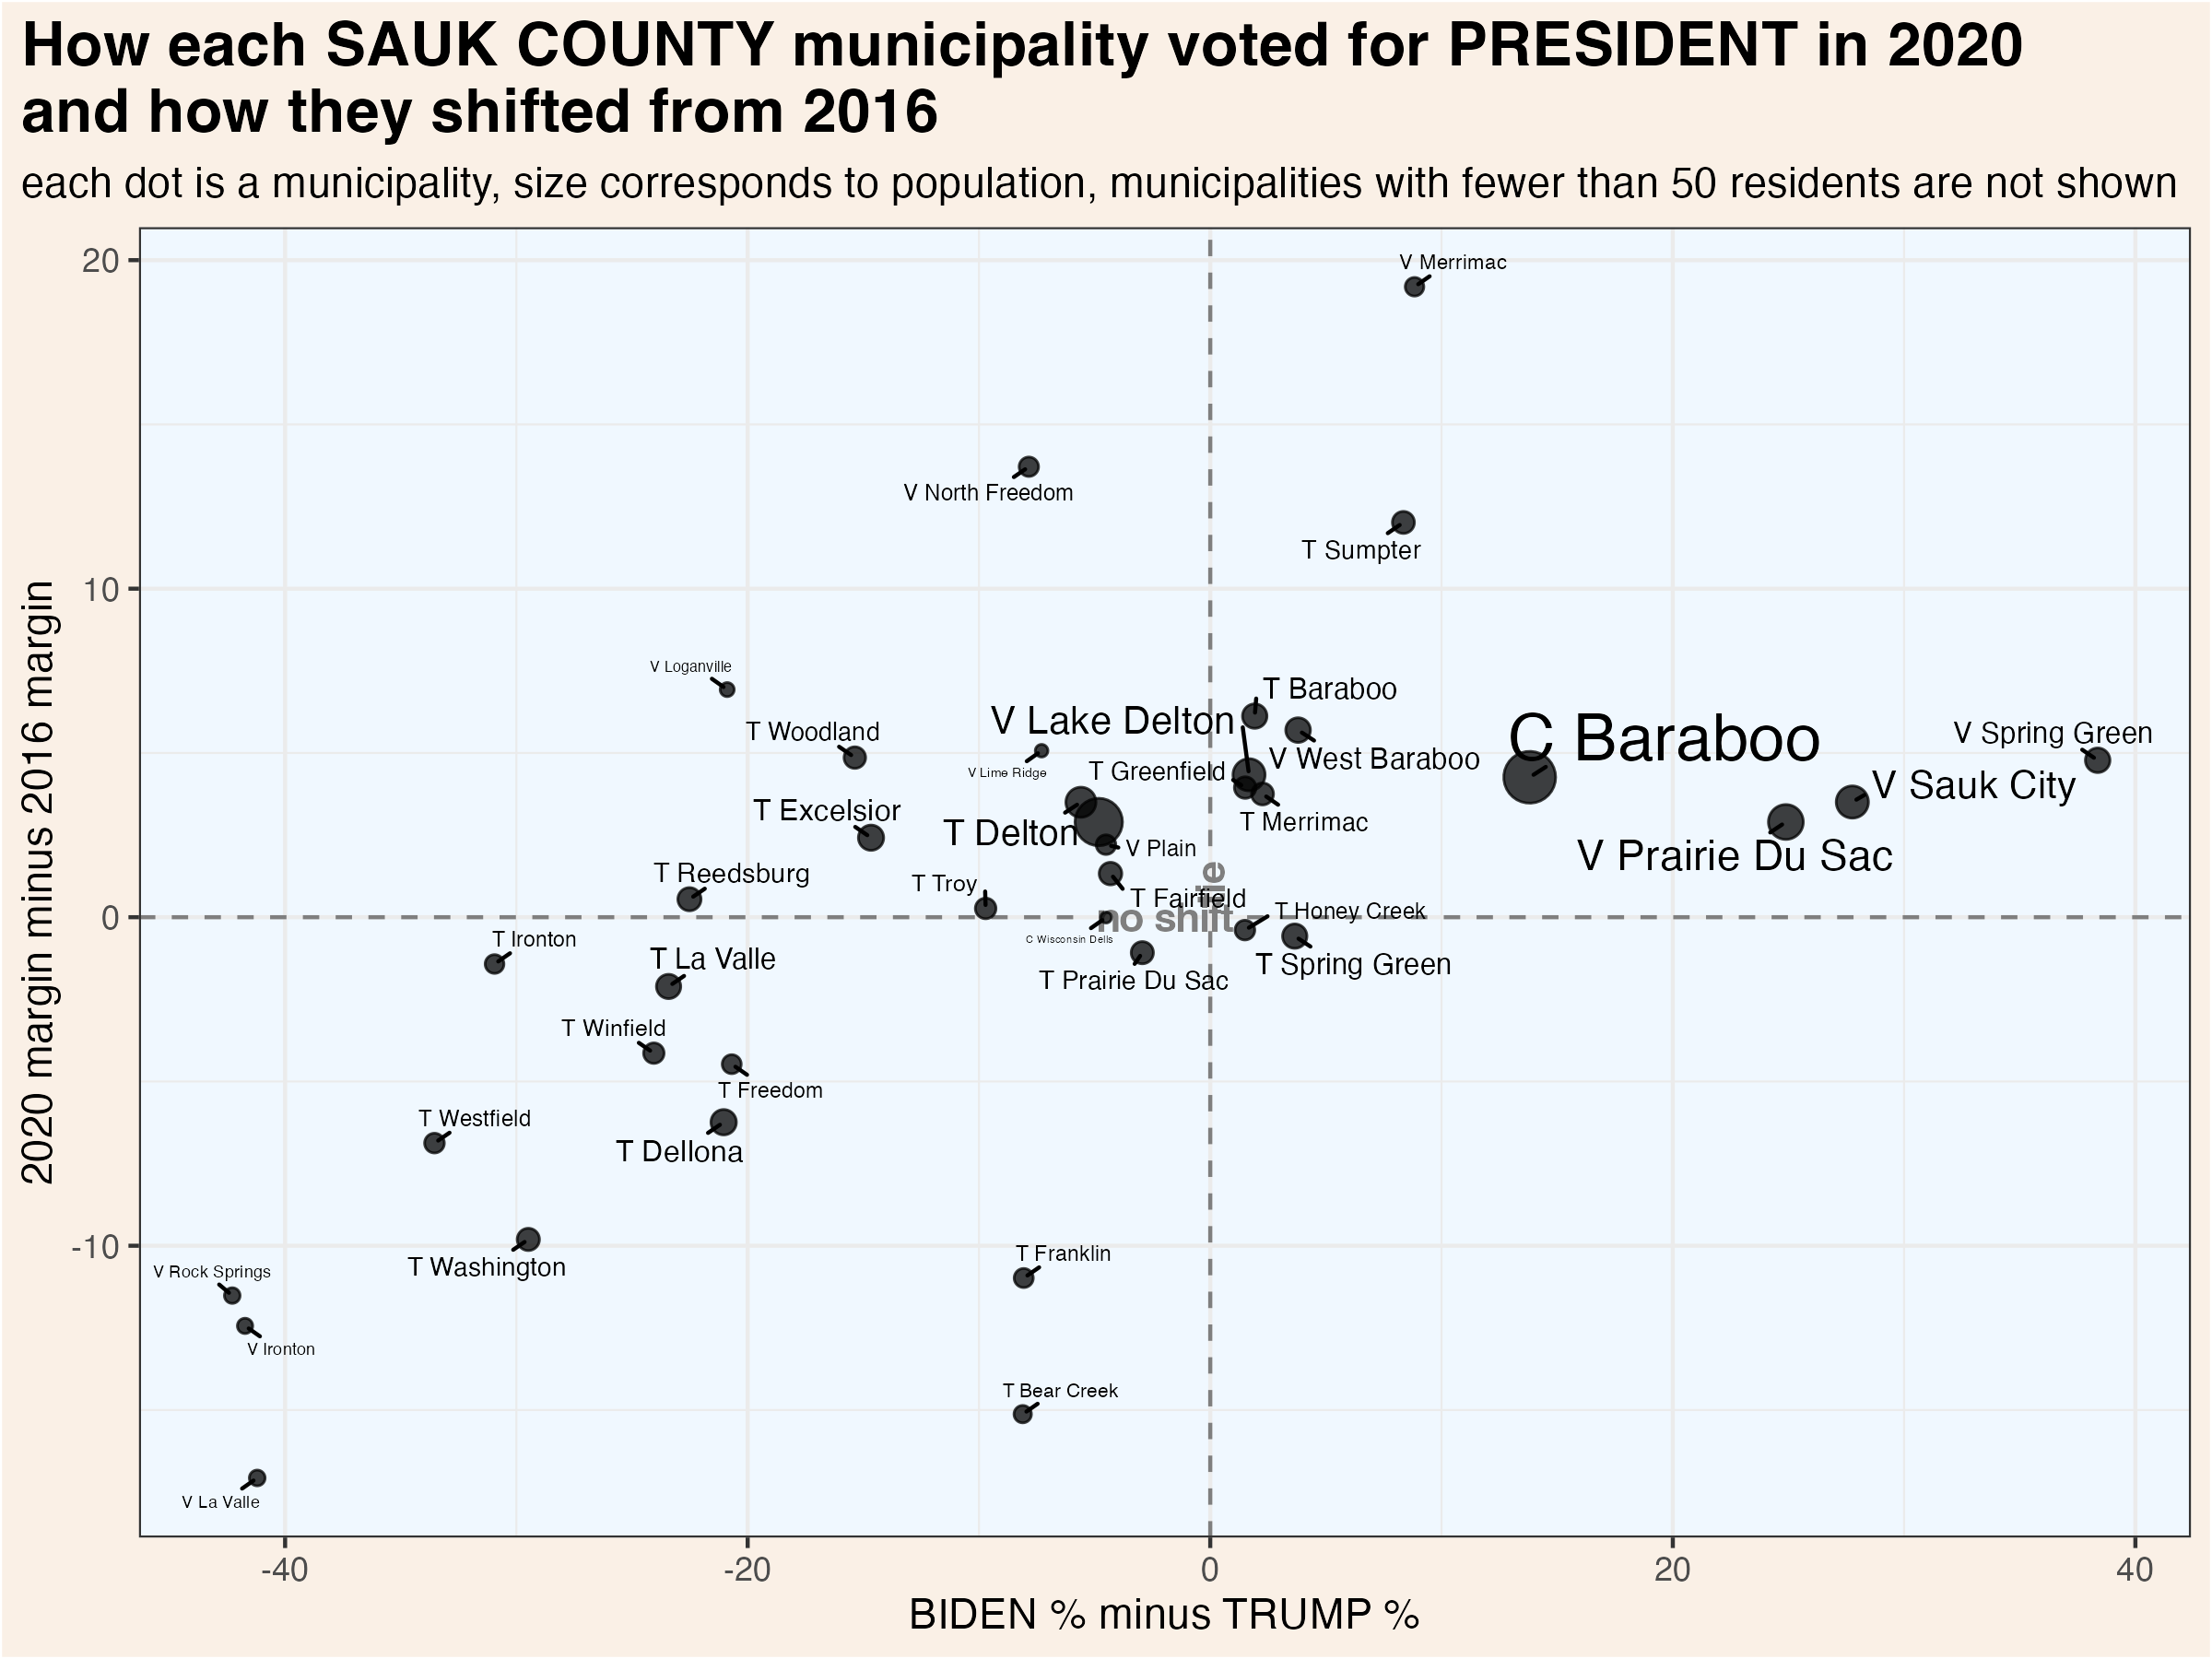 How each SAUK COUNTY municipality voted for PRESIDENT in 2020
and how they shifted from 2016
each dot is a municipality, size corresponds to population, municipalities with fewer than 50 residents are not shown
20
V Merrimac
V North Freedom
T Sumpter
10
2020 margin minus 2016 margin
V Loganville
T Baraboo
V Lake Delton
T Woodland
C Baraboo
V Spring Green
V West Baraboo
V Lime Ridge
T Greenfield
V Sauk City
T Excelsior
T Merrimac
T Delton
V Plain
V Prairie Du Sac
T Reedsburg
T Troy
tie
T Fairfield
0
no shift
T Honey Creek
T Ironton
C Wisconsin Dells
T La Valle
T Spring Green
T Prairie Du Sac
T Winfield
T Freedom
T Westfield
T Dellona
-10
T Franklin
T Washington
V Rock Springs
V Ironton
T Bear Creek
V La Valle
-40
-20
0
20
40
BIDEN % minus TRUMP %